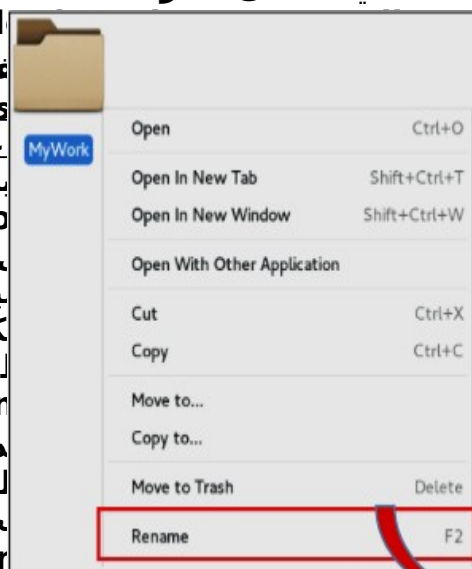 MyWork
Open Ctrl+O
Open In New Tab Shift+Ctrl+T
Open In New Window Shift+Ctrl+W
Open With Other Application
Cut Ctrl+X
Copy Ctrl+C
Move to...
Copy to...
Move to Trash Delete
Rename F2